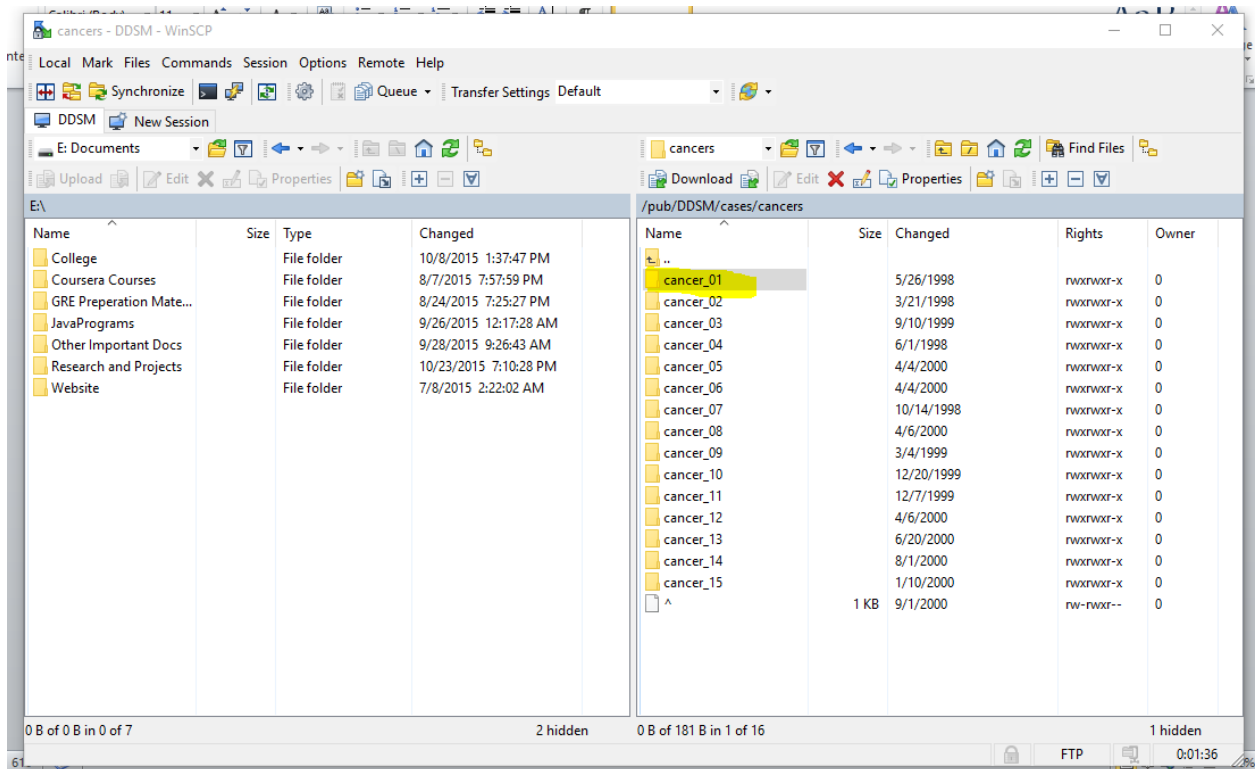 cancers - DDSM - WinSCP
Local Mark Files Commands Session Options Remote Help
Synchronize Queue Transfer Settings Default
DDSM New Session
E: Documents cancers Find Files
Upload Edit Properties Download Edit Properties
E:\ /pub/DDSM/cases/cancers
Name Size Type Changed Name Size Changed Rights Owner
College File folder 10/8/2015 1:37:47 PM ..
Coursera Courses File folder 8/7/2015 7:57:59 PM cancer_01 5/26/1998 rwxrwxr-x 0
GRE Preperation Mate... File folder 8/24/2015 7:25:27 PM cancer_02 3/21/1998 rwxrwxr-x 0
JavaPrograms File folder 9/26/2015 12:17:28 AM cancer_03 9/10/1999 rwxrwxr-x 0
Other Important Docs File folder 9/28/2015 9:26:43 AM cancer_04 6/1/1998 rwxrwxr-x 0
Research and Projects File folder 10/23/2015 7:10:28 PM cancer_05 4/4/2000 rwxrwxr-x 0
Website File folder 7/8/2015 2:22:02 AM cancer_06 4/4/2000 rwxrwxr-x 0
cancer_07 10/14/1998 rwxrwxr-x 0
cancer_08 4/6/2000 rwxrwxr-x 0
cancer_09 3/4/1999 rwxrwxr-x 0
cancer_10 12/20/1999 rwxrwxr-x 0
cancer_11 12/7/1999 rwxrwxr-x 0
cancer_12 4/6/2000 rwxrwxr-x 0
cancer_13 6/20/2000 rwxrwxr-x 0
cancer_14 8/1/2000 rwxrwxr-x 0
cancer_15 1/10/2000 rwxrwxr-x 0
^ 1 KB 9/1/2000 rw-rwxr-- 0
0 B of 0 B in 0 of 7 2 hidden 0 B of 181 B in 1 of 16 1 hidden
FTP 0:01:36